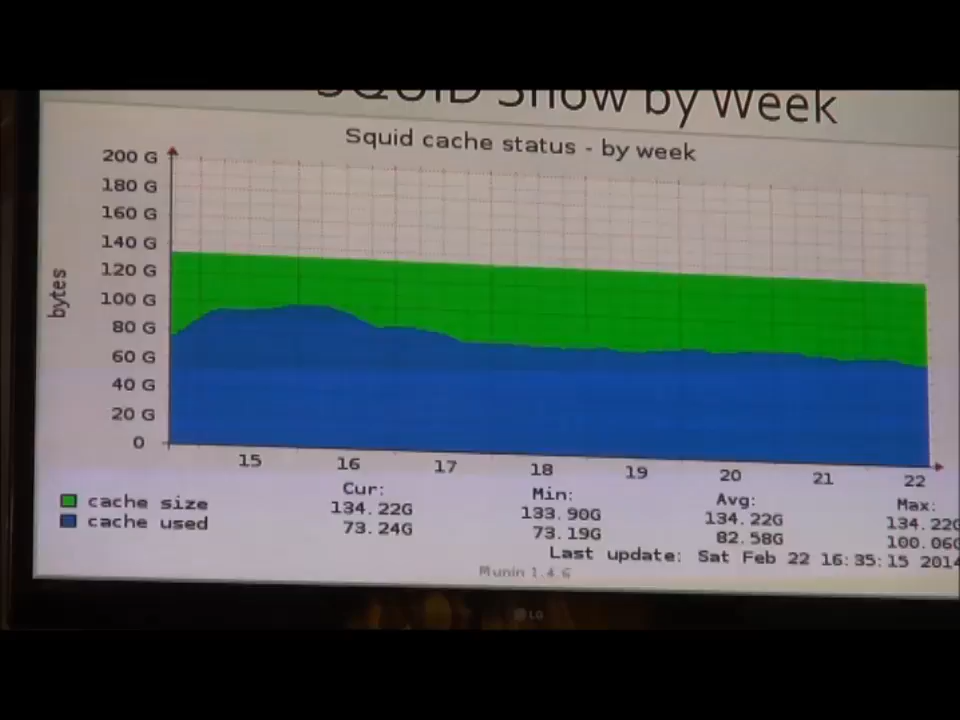 SQUID Show by Week
Squid cache status - by week
200 G
180 G
160 G
140 G
120 G
100 G
80 G
60 G
40 G
20 G
0
bytes
15 16 17 18 19 20 21 22
Cur: Min: Avg: Max:
cache size 134.22G 133.90G 134.22G 134.22G
cache used 73.24G 73.19G 82.58G 100.06G
Last update: Sat Feb 22 16:35:15 2014
Munin 1.4.6
LG